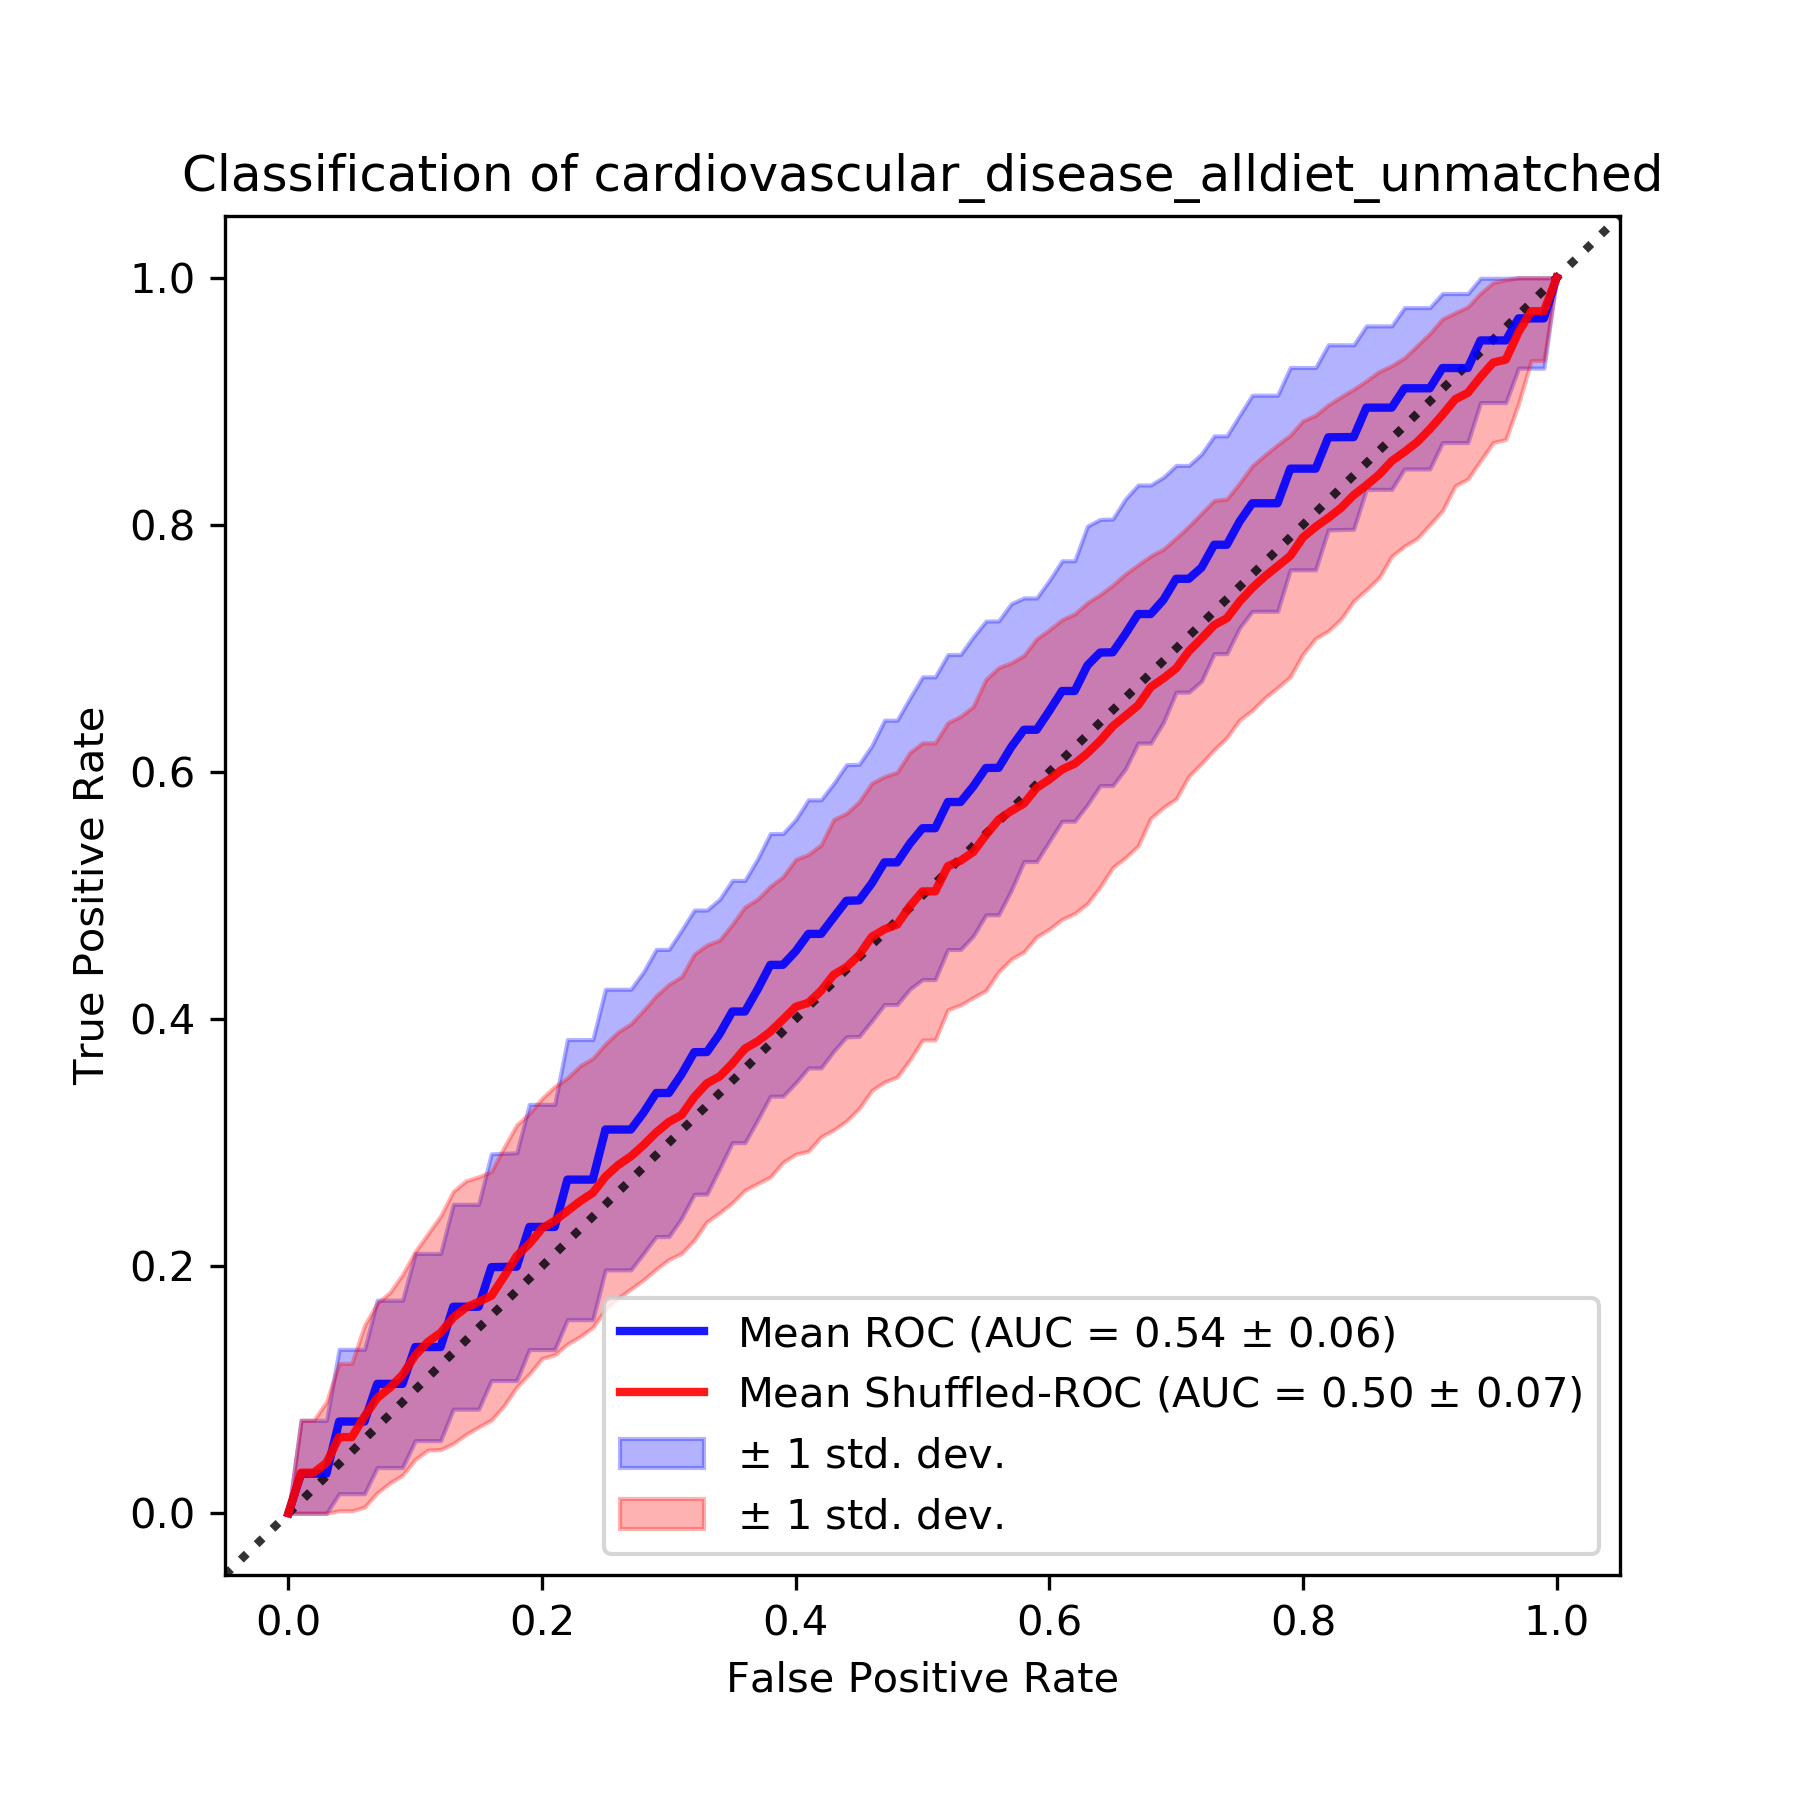 Classification of cardiovascular_disease_alldiet_unmatched
1.0
0.8
0.6
0.4
0.2
0.0
True Positive Rate
Mean ROC (AUC = 0.54 ± 0.06)
Mean Shuffled-ROC (AUC = 0.50 ± 0.07)
± 1 std. dev.
± 1 std. dev.
0.0 0.2 0.4 0.6 0.8 1.0
False Positive Rate